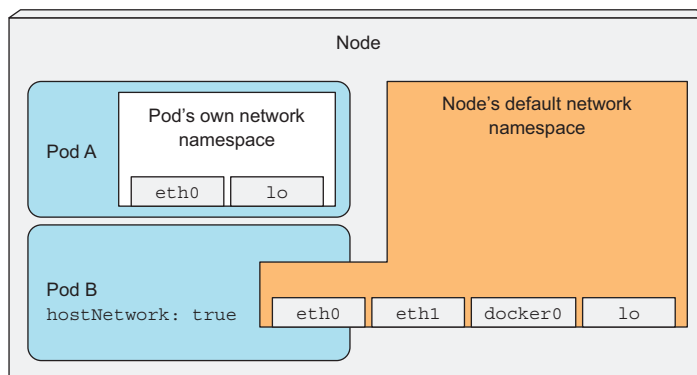 Node
Pod A
Pod's own network
namespace
eth0
lo
Node's default network
namespace
Pod B
hostNetwork: true
eth0
eth1
docker0
lo